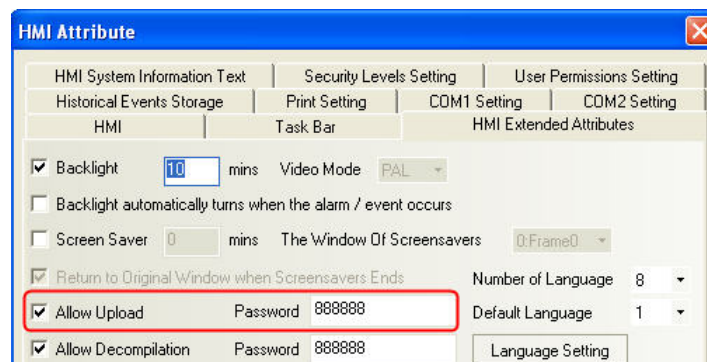 HMI Attribute
HMI System Information Text Security Levels Setting User Permissions Setting
Historical Events Storage Print Setting COM1 Setting COM2 Setting
HMI Task Bar HMI Extended Attributes
Backlight 10 mins Video Mode PAL
Backlight automatically turns when the alarm / event occurs
Screen Saver 0 mins The Window Of Screensavers 0:Frame0
Return to Original Window when Screensavers Ends Number of Language 8
Allow Upload Password 888888 Default Language 1
Allow Decompilation Password 888888 Language Setting